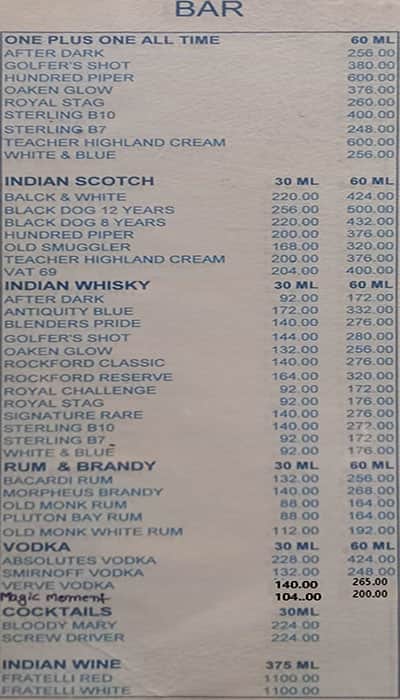 BAR
ONE PLUS ONE ALL TIME 60 ML
AFTER DARK 256.00
GOLFER'S SHOT 380.00
HUNDRED PIPER 600.00
OAKEN GLOW 376.00
ROYAL STAG 260.00
STERLING B10 400.00
STERLING B7 248.00
TEACHER HIGHLAND CREAM 600.00
WHITE & BLUE 256.00
INDIAN SCOTCH 30 ML 60 ML
BALCK & WHITE 220.00 424.00
BLACK DOG 12 YEARS 256.00 500.00
BLACK DOG 8 YEARS 220.00 432.00
HUNDRED PIPER 200.00 376.00
OLD SMUGGLER 168.00 320.00
TEACHER HIGHLAND CREAM 200.00 376.00
VAT 69 204.00 400.00
INDIAN WHISKY 30 ML 60 ML
AFTER DARK 92.00 172.00
ANTIQUITY BLUE 172.00 332.00
BLENDERS PRIDE 140.00 276.00
GOLFER'S SHOT 144.00 280.00
OAKEN GLOW 132.00 256.00
ROCKFORD CLASSIC 140.00 276.00
ROCKFORD RESERVE 164.00 320.00
ROYAL CHALLENGE 92.00 172.00
ROYAL STAG 92.00 176.00
SIGNATURE RARE 140.00 276.00
STERLING B10 140.00 272.00
STERLING B7 92.00 172.00
WHITE & BLUE 92.00 176.00
RUM & BRANDY 30 ML 60 ML
BACARDI RUM 132.00 256.00
MORPHEUS BRANDY 140.00 268.00
OLD MONK RUM 88.00 164.00
PLUTON BAY RUM 88.00 164.00
OLD MONK WHITE RUM 112.00 192.00
VODKA 30 ML 60 ML
ABSOLUTES VODKA 228.00 424.00
SMIRNOFF VODKA 132.00 248.00
VERVE VODKA 140.00 265.00
Magic moment 104..00 200.00
COCKTAILS 30ML
BLOODY MARY 224.00
SCREW DRIVER 224.00
INDIAN WINE 375 ML
FRATELLI RED 1100.00
FRATELLI WHITE 1100.00